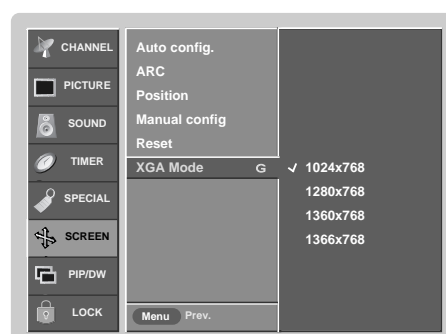 CHANNEL
PICTURE
SOUND
TIMER
SPECIAL
SCREEN
PIP/DW
LOCK
Auto config.
ARC
Position
Manual config
Reset
XGA Mode G
✓ 1024x768
1280x768
1360x768
1366x768
Menu Prev.